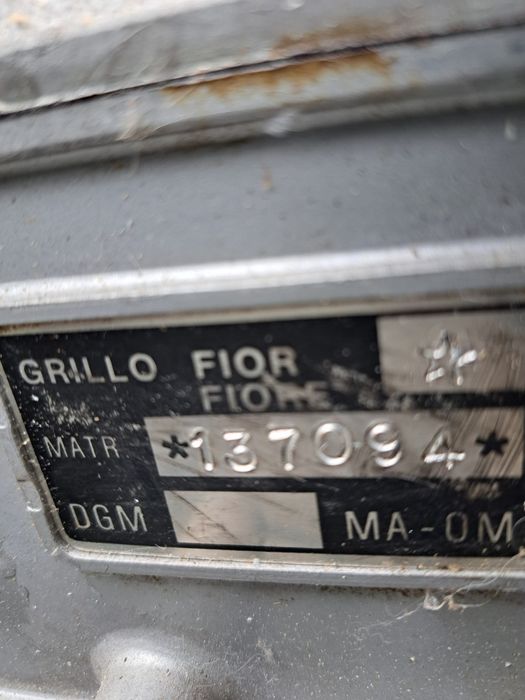 GRILLO FIOR
FIORE
MATR *137094*
DGM MA-OM